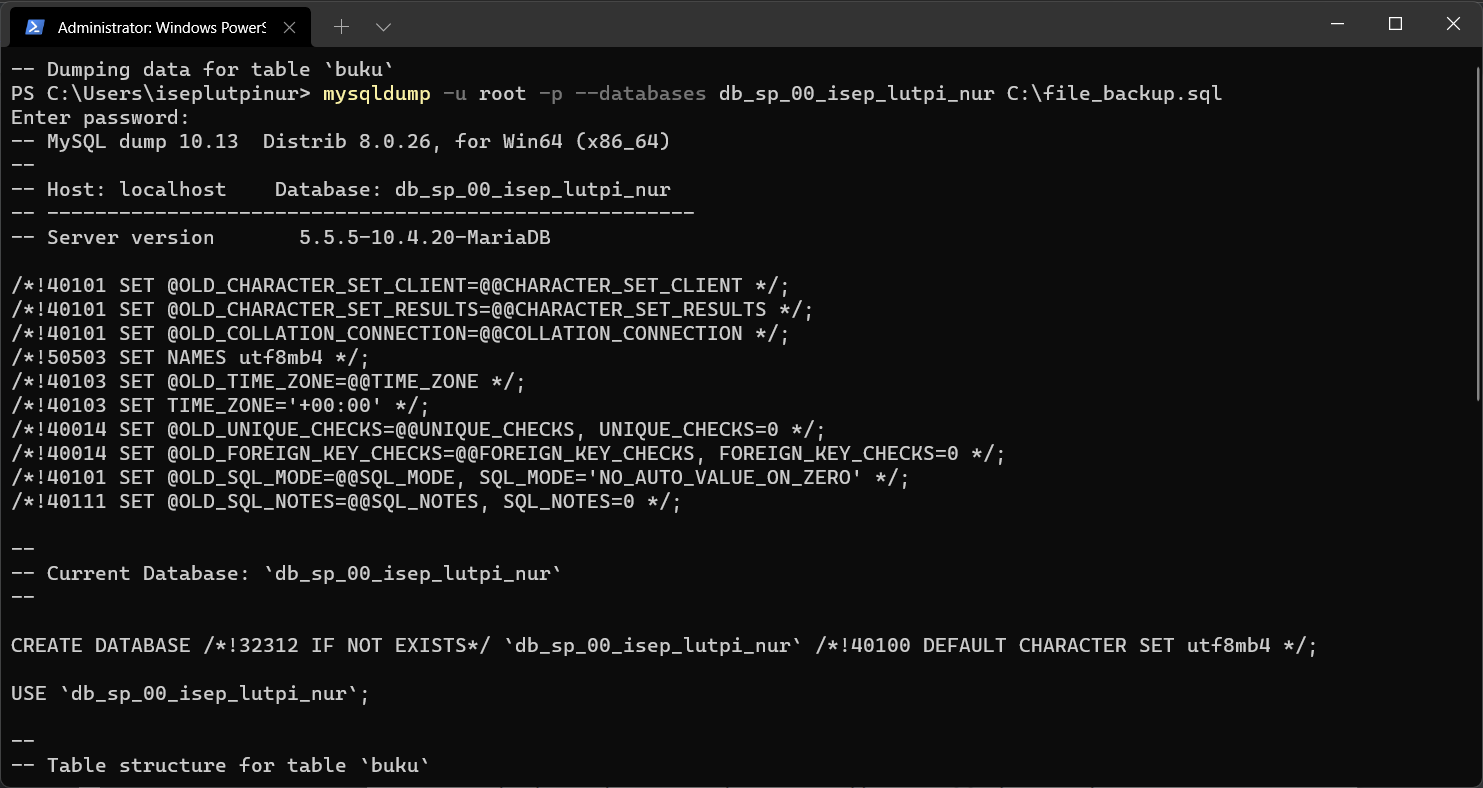 Administrator: Windows PowerS
-- Dumping data for table `buku`
PS C:\Users\iseplutpinur> mysqldump -u root -p --databases db_sp_00_isep_lutpi_nur C:\file_backup.sql
Enter password:
-- MySQL dump 10.13  Distrib 8.0.26, for Win64 (x86_64)
--
-- Host: localhost    Database: db_sp_00_isep_lutpi_nur
-- ------------------------------------------------------
-- Server version       5.5.5-10.4.20-MariaDB

/*!40101 SET @OLD_CHARACTER_SET_CLIENT=@@CHARACTER_SET_CLIENT */;
/*!40101 SET @OLD_CHARACTER_SET_RESULTS=@@CHARACTER_SET_RESULTS */;
/*!40101 SET @OLD_COLLATION_CONNECTION=@@COLLATION_CONNECTION */;
/*!50503 SET NAMES utf8mb4 */;
/*!40103 SET @OLD_TIME_ZONE=@@TIME_ZONE */;
/*!40103 SET TIME_ZONE='+00:00' */;
/*!40014 SET @OLD_UNIQUE_CHECKS=@@UNIQUE_CHECKS, UNIQUE_CHECKS=0 */;
/*!40014 SET @OLD_FOREIGN_KEY_CHECKS=@@FOREIGN_KEY_CHECKS, FOREIGN_KEY_CHECKS=0 */;
/*!40101 SET @OLD_SQL_MODE=@@SQL_MODE, SQL_MODE='NO_AUTO_VALUE_ON_ZERO' */;
/*!40111 SET @OLD_SQL_NOTES=@@SQL_NOTES, SQL_NOTES=0 */;

--
-- Current Database: `db_sp_00_isep_lutpi_nur`
--

CREATE DATABASE /*!32312 IF NOT EXISTS*/ `db_sp_00_isep_lutpi_nur` /*!40100 DEFAULT CHARACTER SET utf8mb4 */;

USE `db_sp_00_isep_lutpi_nur`;

--
-- Table structure for table `buku`